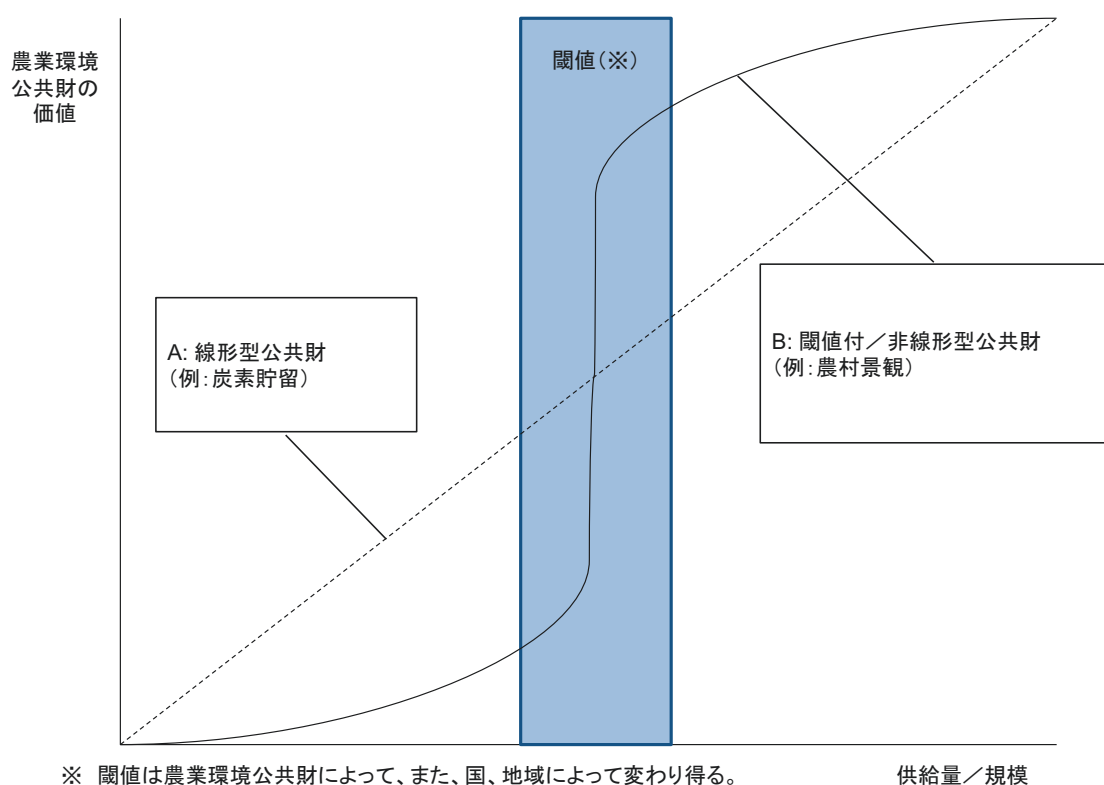 農業環境
公共財の
価値
閾値（※）
A: 線形型公共財
（例：炭素貯留）
B: 閾値付／非線形型公共財
（例：農村景観）
※ 閾値は農業環境公共財によって、また、国、地域によって変わり得る。
供給量／規模